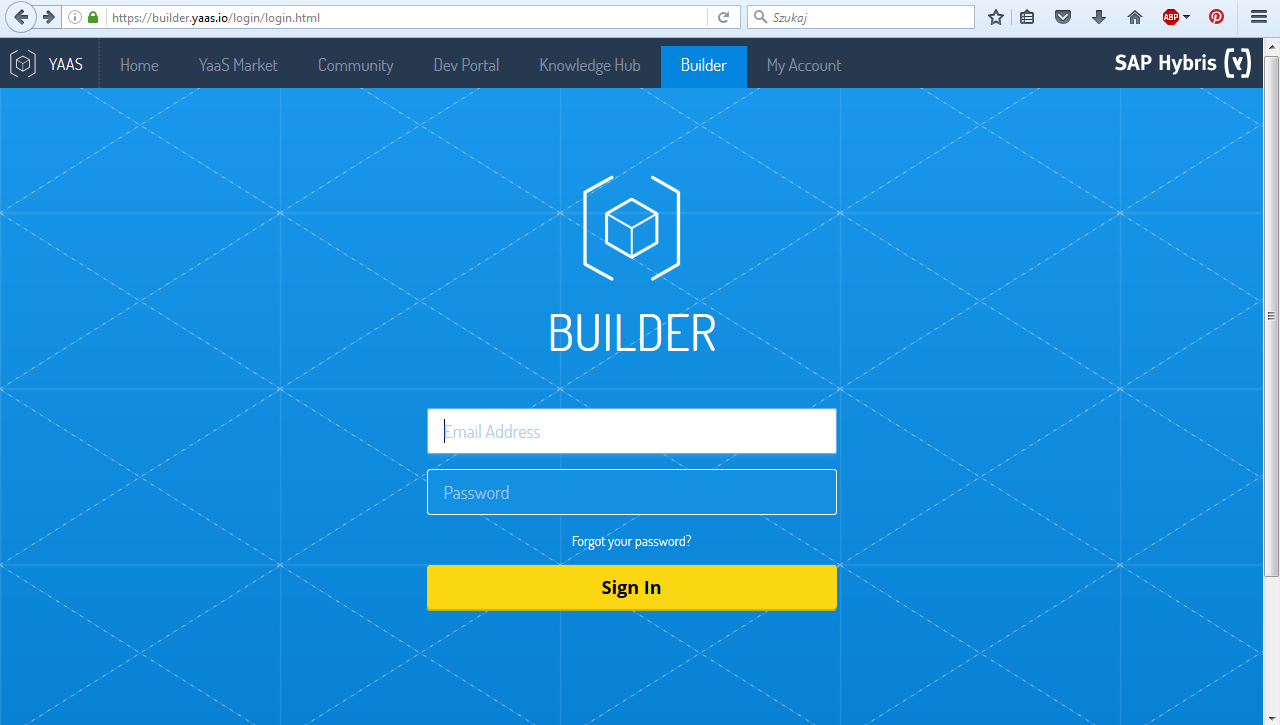 https://builder.yaas.io/login/login.html
Szukaj
ABP
YAAS
Home
YaaS Market
Community
Dev Portal
Knowledge Hub
Builder
My Account
SAP Hybris (y)
BUILDER
Email Address
Password
Forgot your password?
Sign In